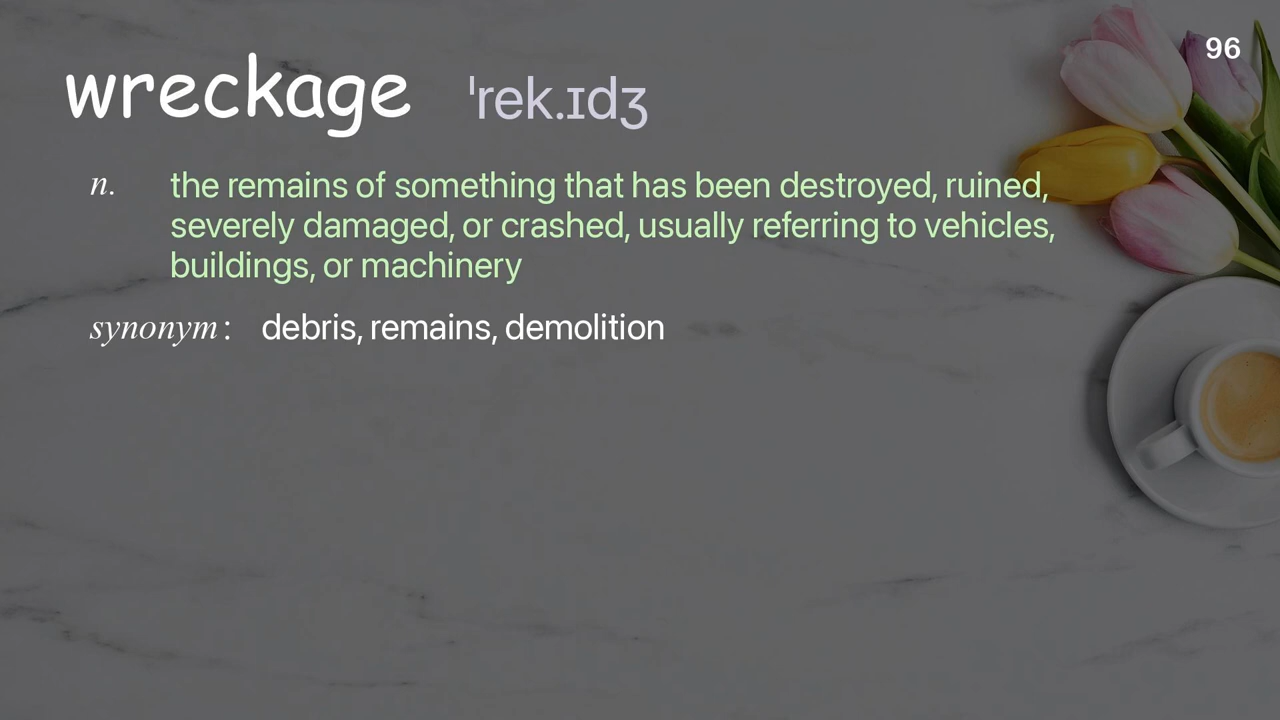 96
wreckage ˈrek.ɪdʒ
n. the remains of something that has been destroyed, ruined,
severely damaged, or crashed, usually referring to vehicles,
buildings, or machinery
synonym: debris, remains, demolition